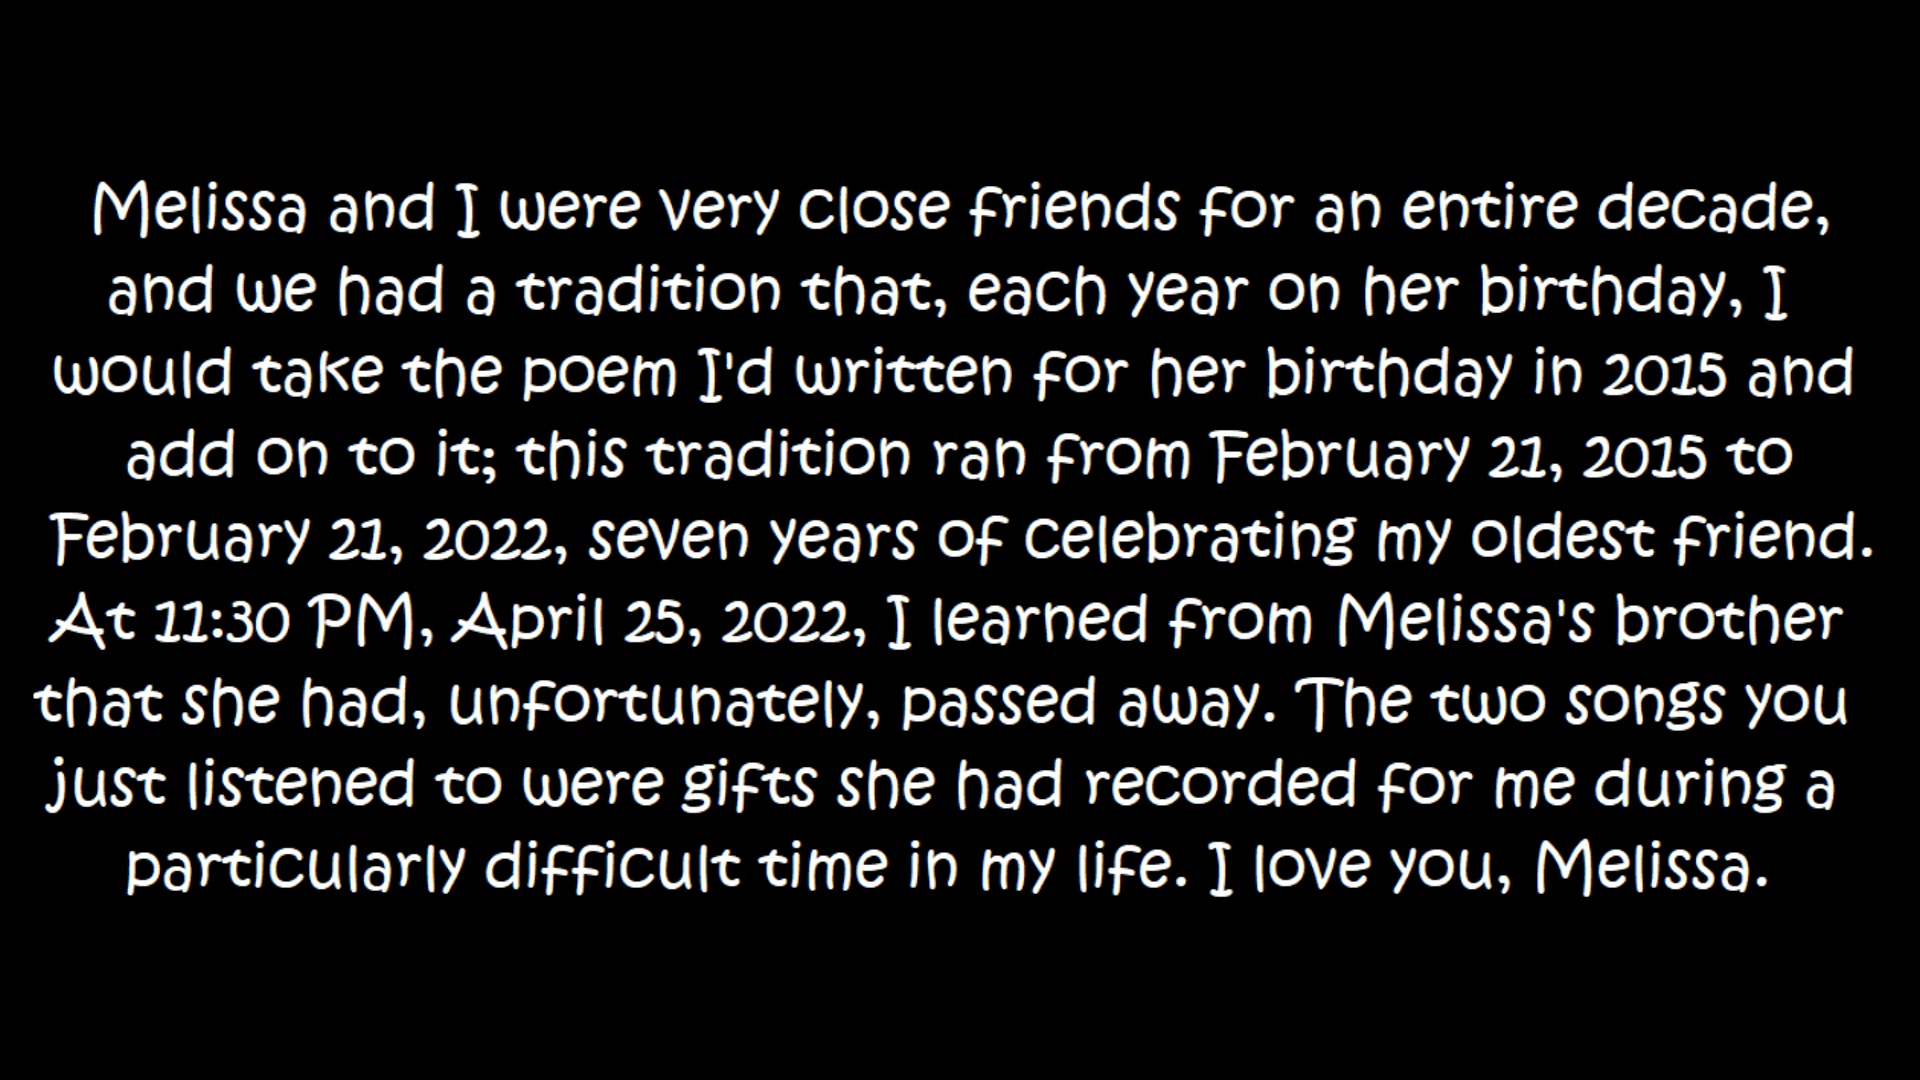 Melissa and I were very close friends for an entire decade,
and we had a tradition that, each year on her birthday, I
would take the poem I'd written for her birthday in 2015 and
add on to it; this tradition ran from February 21, 2015 to
February 21, 2022, seven years of celebrating my oldest friend.
At 11:30 PM, April 25, 2022, I learned from Melissa's brother
that she had, unfortunately, passed away. The two songs you
just listened to were gifts she had recorded for me during a
particularly difficult time in my life. I love you, Melissa.